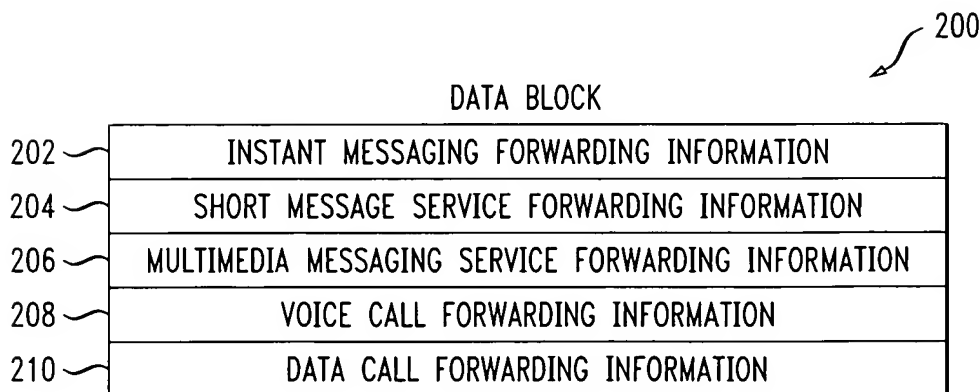 200
DATA BLOCK
202 INSTANT MESSAGING FORWARDING INFORMATION
204 SHORT MESSAGE SERVICE FORWARDING INFORMATION
206 MULTIMEDIA MESSAGING SERVICE FORWARDING INFORMATION
208 VOICE CALL FORWARDING INFORMATION
210 DATA CALL FORWARDING INFORMATION